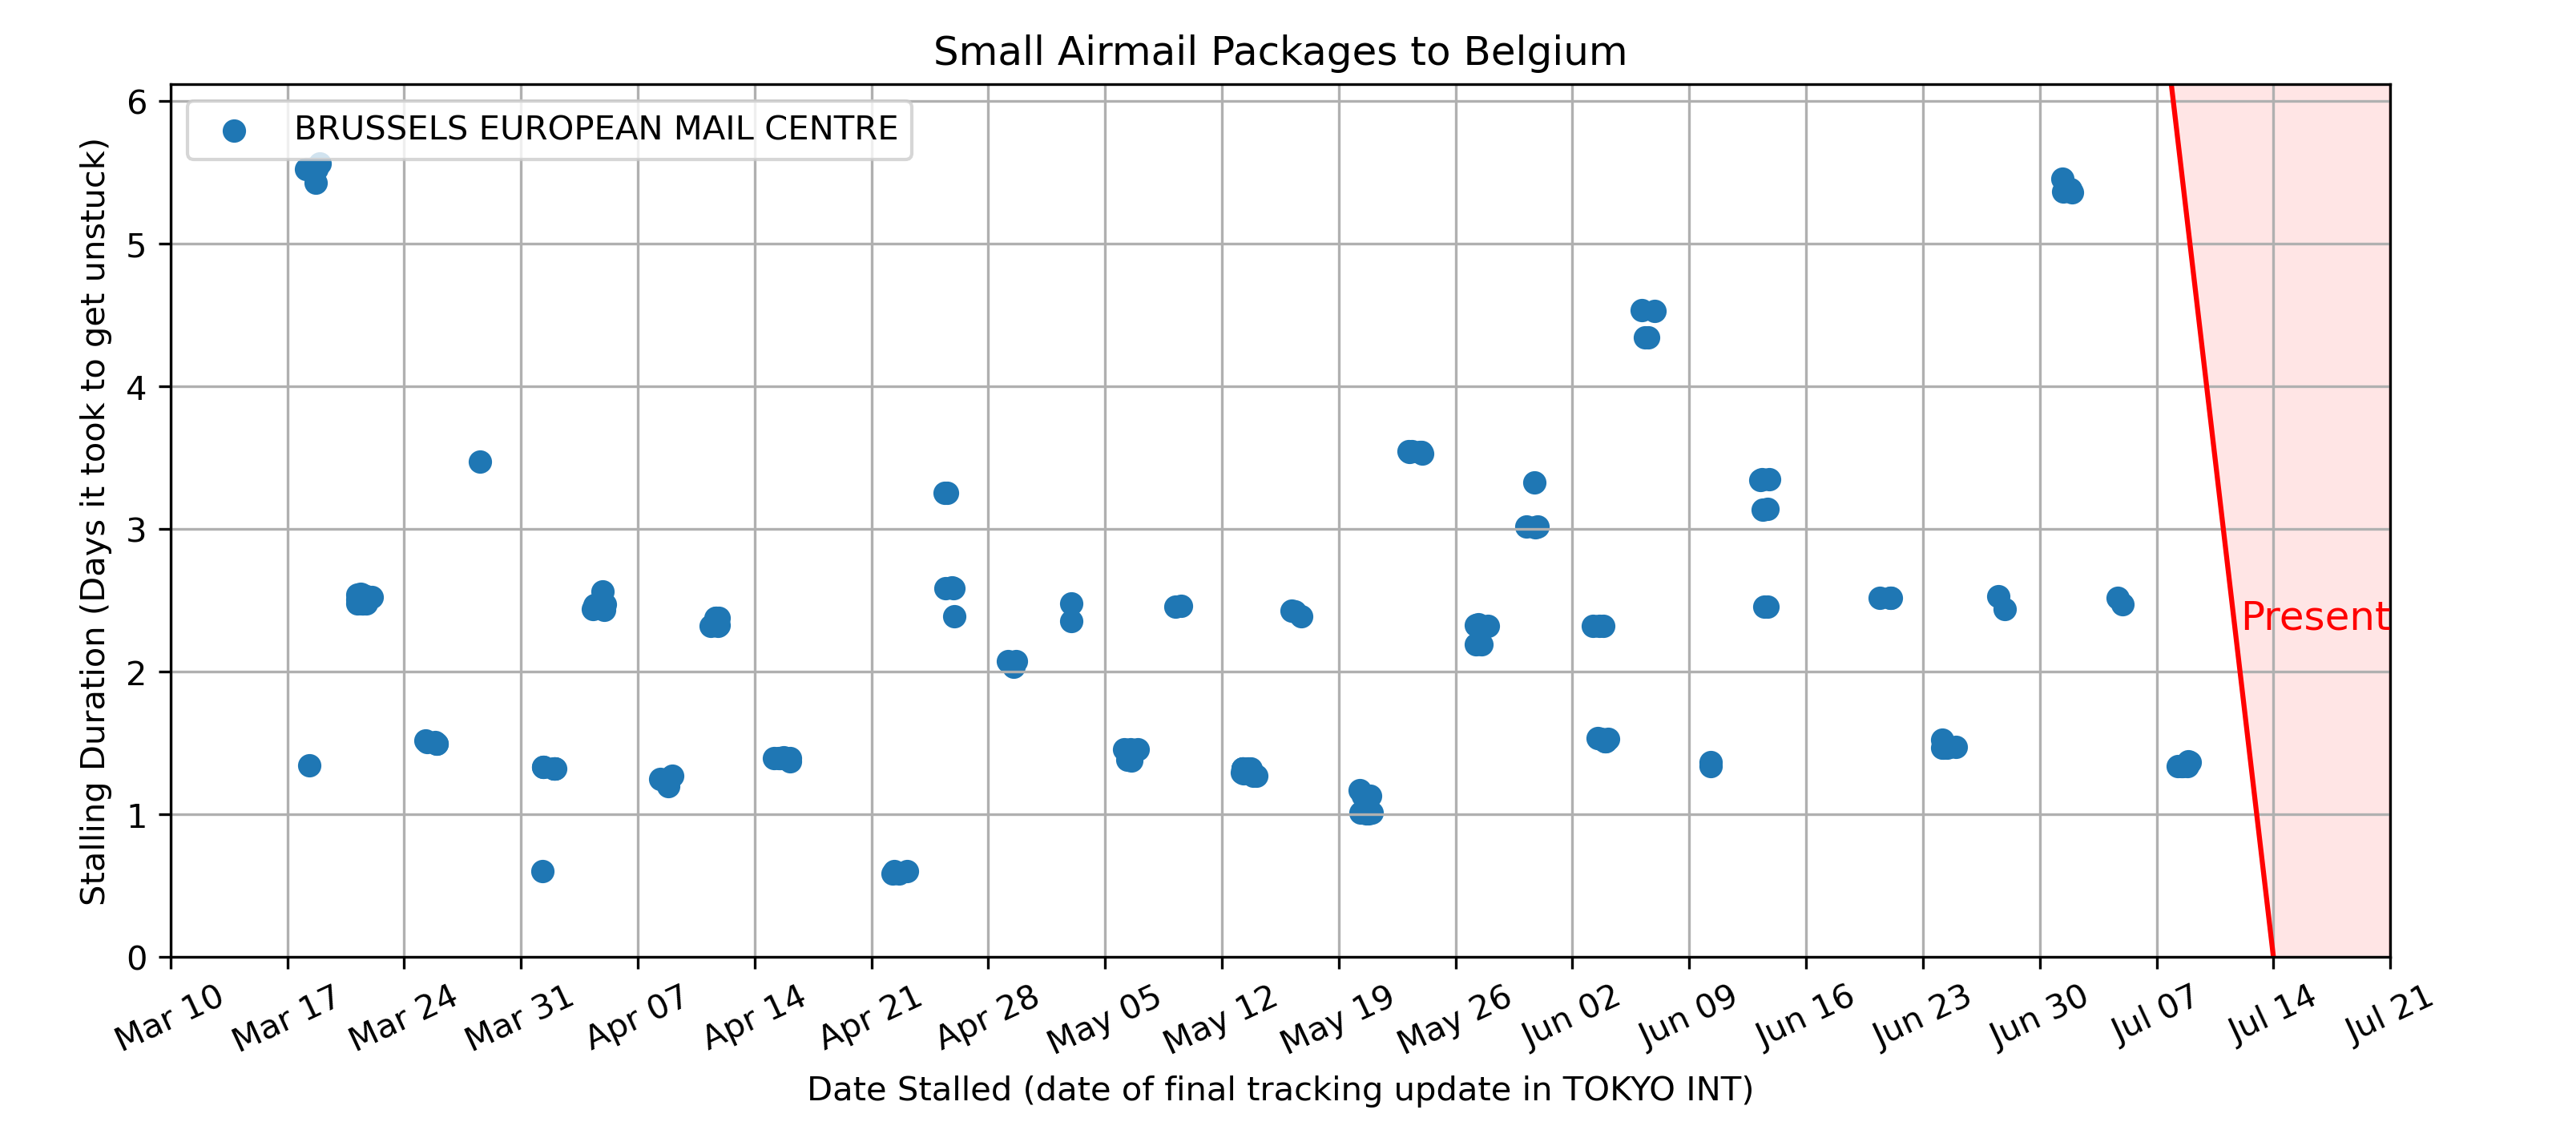 Small Airmail Packages to Belgium
BRUSSELS EUROPEAN MAIL CENTRE
Stalling Duration (Days it took to get unstuck)
6
5
4
3
2
1
0
Present
Mar 10
Mar 17
Mar 24
Mar 31
Apr 07
Apr 14
Apr 21
Apr 28
May 05
May 12
May 19
May 26
Jun 02
Jun 09
Jun 16
Jun 23
Jun 30
Jul 07
Jul 14
Jul 21
Date Stalled (date of final tracking update in TOKYO INT)